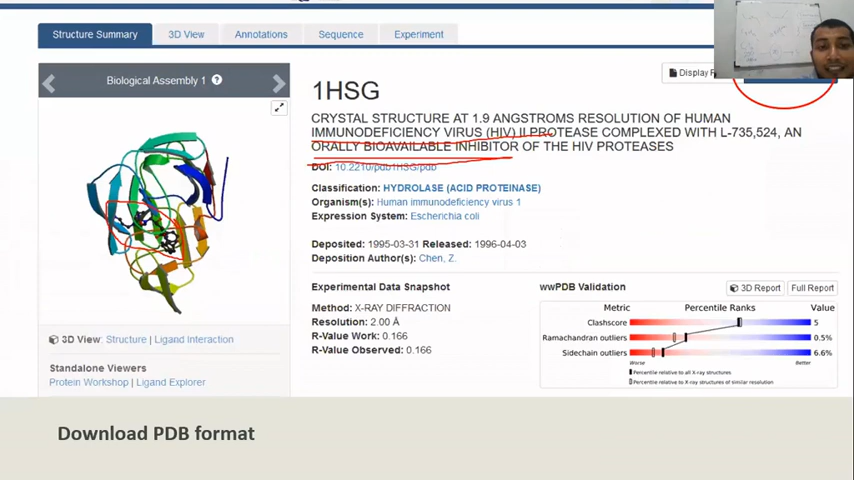 Structure Summary
3D View
Annotations
Sequence
Experiment
Biological Assembly 1
Display F
1HSG
CRYSTAL STRUCTURE AT 1.9 ANGSTROMS RESOLUTION OF HUMAN
IMMUNODEFICIENCY VIRUS (HIV) II PROTEASE COMPLEXED WITH L-735,524, AN
ORALLY BIOAVAILABLE INHIBITOR OF THE HIV PROTEASES
DOI: 10.2210/pdb1HSG/pdb
Classification: HYDROLASE (ACID PROTEINASE)
Organism(s): Human immunodeficiency virus 1
Expression System: Escherichia coli
Deposited: 1995-03-31 Released: 1996-04-03
Deposition Author(s): Chen, Z.
Experimental Data Snapshot
Method: X-RAY DIFFRACTION
Resolution: 2.00 Å
R-Value Work: 0.166
R-Value Observed: 0.166
wwPDB Validation
3D Report
Full Report
Metric
Percentile Ranks
Value
Clashscore
5
Ramachandran outliers
0.5%
Sidechain outliers
6.6%
Worse
Better
Percentile relative to all X-ray structures
Percentile relative to X-ray structures of similar resolution
3D View: Structure | Ligand Interaction
Standalone Viewers
Protein Workshop | Ligand Explorer
Download PDB format